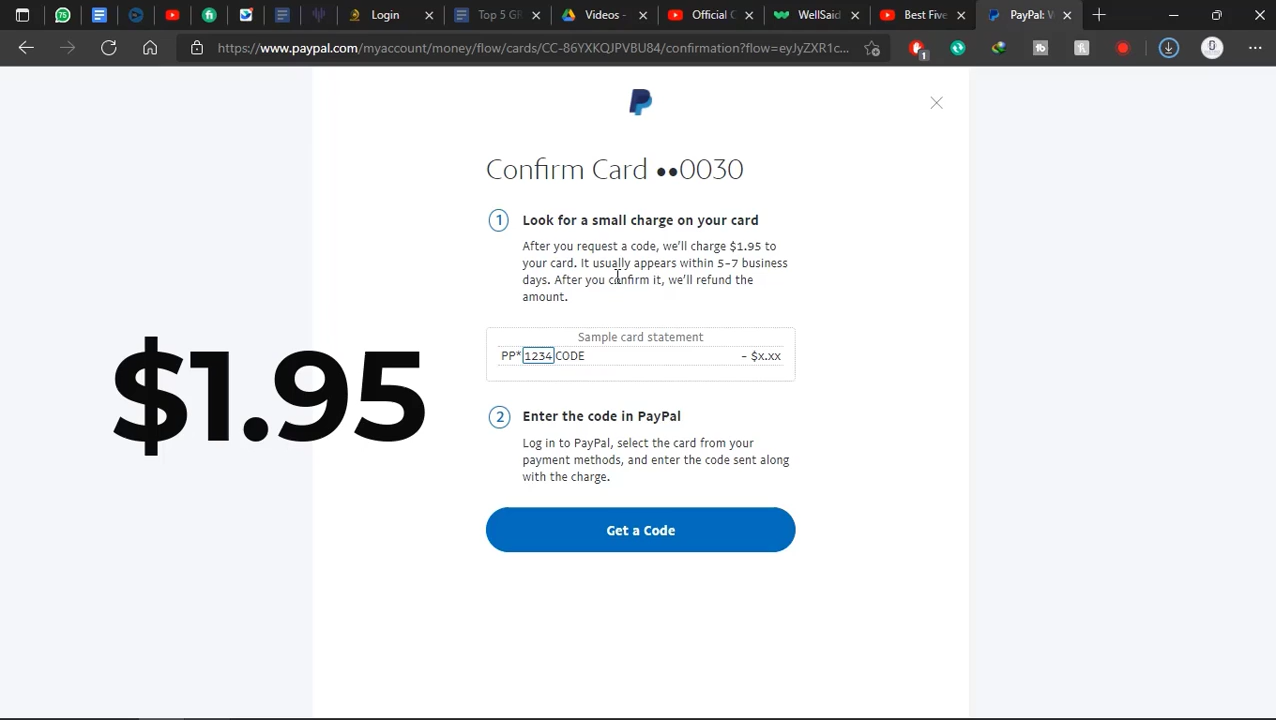 75
Login
Top 5 GR
Videos -
Official C
WellSaid
Best Five
PayPal: W
https://www.paypal.com/myaccount/money/flow/cards/CC-86YXKQJPVBU84/confirmation?flow=eyJyZXR1c...
1
Confirm Card ••0030
1 Look for a small charge on your card
After you request a code, we'll charge $1.95 to
your card. It usually appears within 5-7 business
days. After you confirm it, we'll refund the
amount.
Sample card statement
PP*1234CODE - $x.xx
$1.95
2 Enter the code in PayPal
Log in to PayPal, select the card from your
payment methods, and enter the code sent along
with the charge.
Get a Code